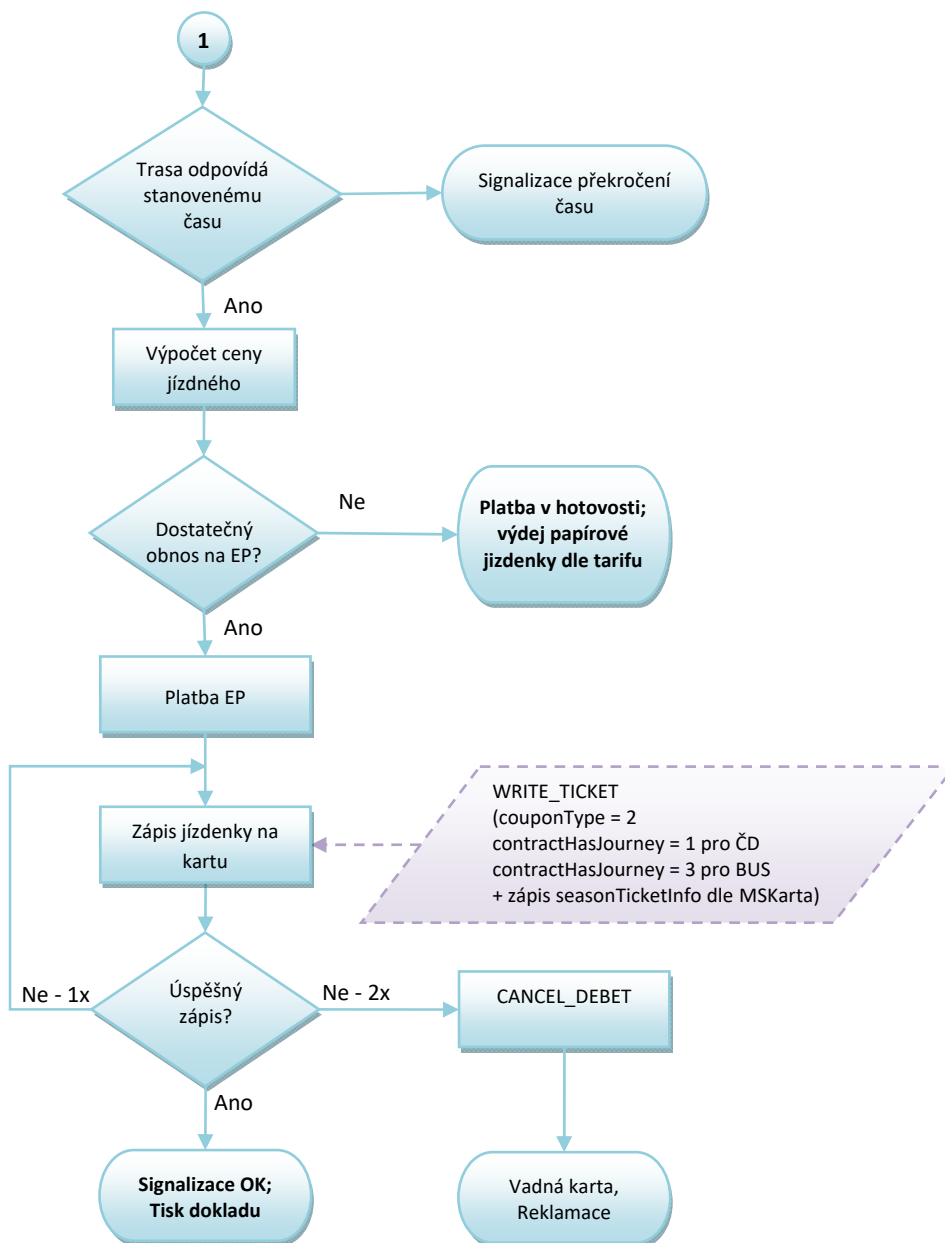 1
Trasa odpovídá
stanovenému
času
Signalizace překročení
času
Ano
Výpočet ceny
jízdného
Dostatečný
obnos na EP?
Ne
Platba v hotovosti;
výdej papírové
jizdenky dle tarifu
Ano
Platba EP
WRITE_TICKET
(couponType = 2
contractHasJourney = 1 pro ČD
contractHasJourney = 3 pro BUS
+ zápis seasonTicketInfo dle MSKarta)
Zápis jízdenky na
kartu
Ne - 1x
Úspěšný
zápis?
Ne - 2x
CANCEL_DEBET
Ano
Signalizace OK;
Tisk dokladu
Vadná karta,
Reklamace